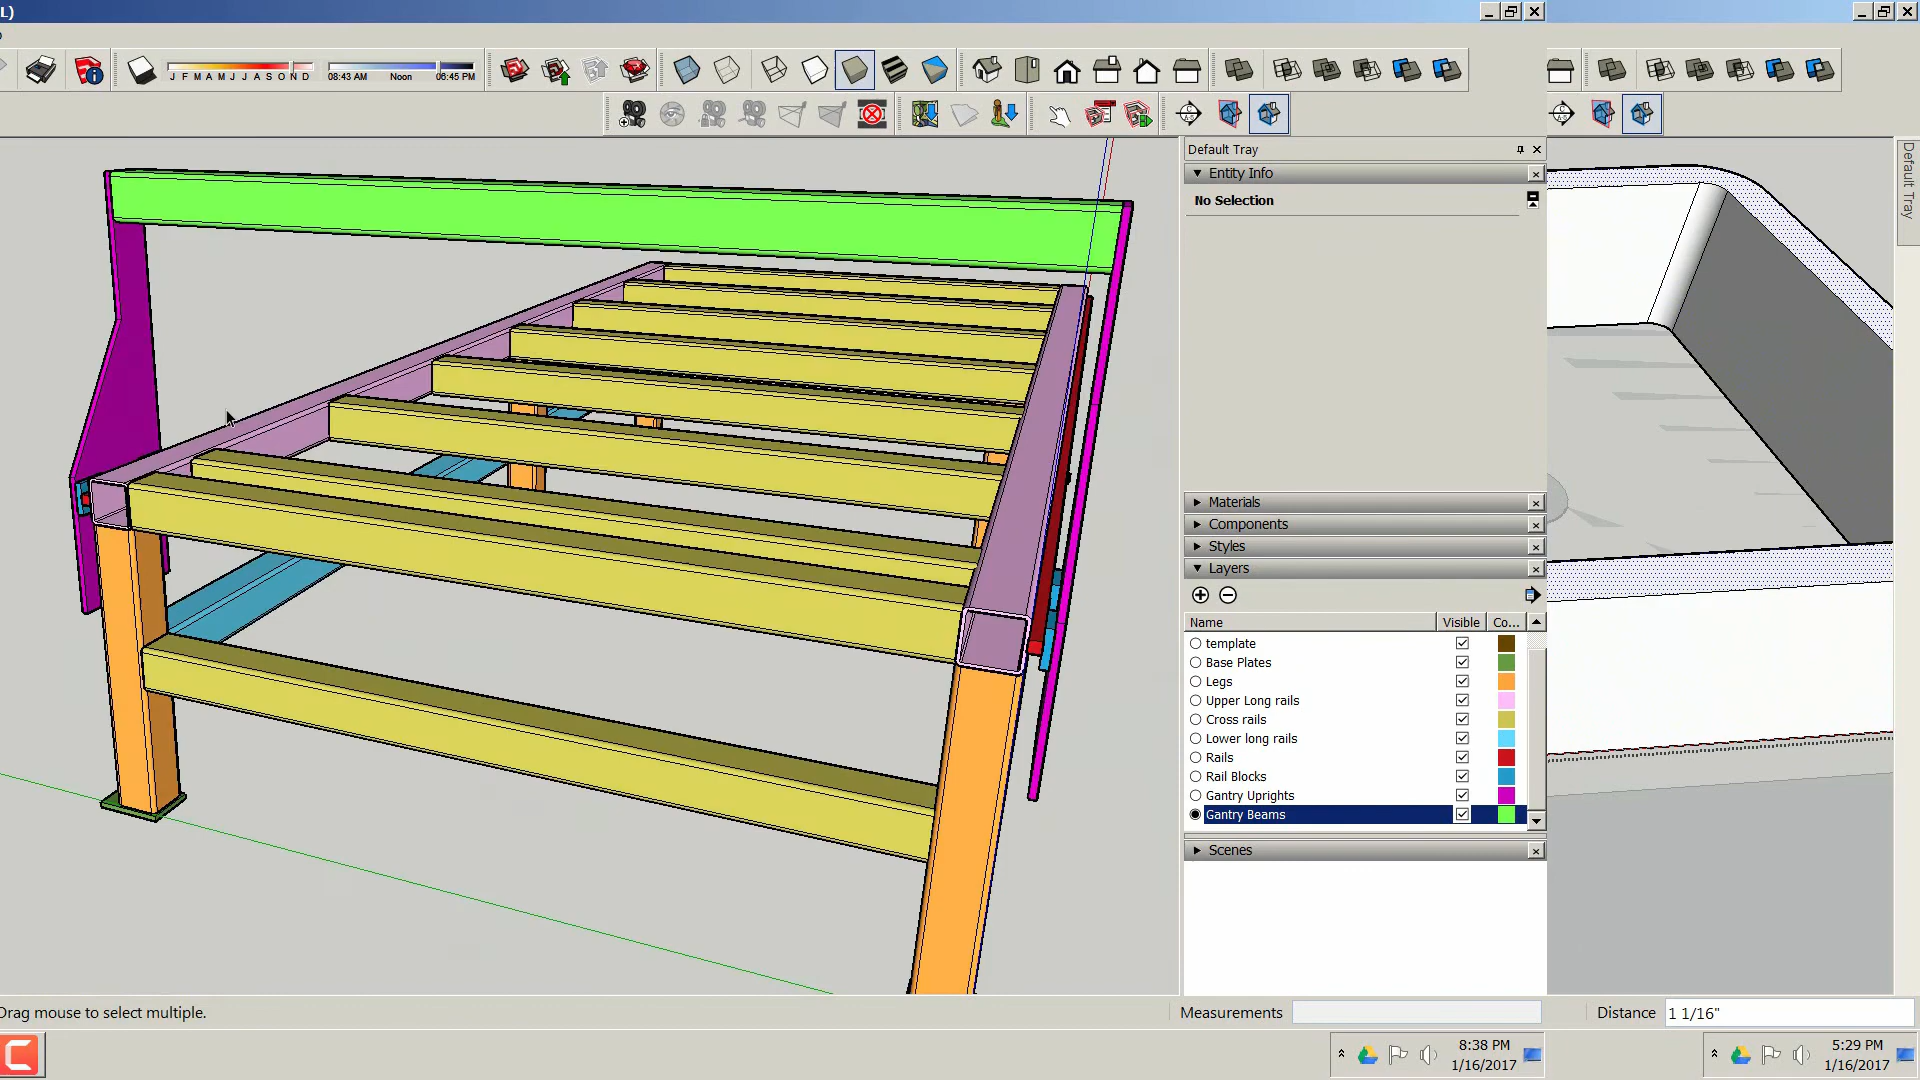 L)
J F M A M J J A S O N D
08:43 AM Noon 06:45 PM
Default Tray
Entity Info
No Selection
Materials
Components
Styles
Layers
Name Visible Co...
template
Base Plates
Legs
Upper Long rails
Cross rails
Lower long rails
Rails
Rail Blocks
Gantry Uprights
Gantry Beams
Scenes
Default Tray
Drag mouse to select multiple.
Measurements
Distance 1 1/16"
8:38 PM
1/16/2017
5:29 PM
1/16/2017